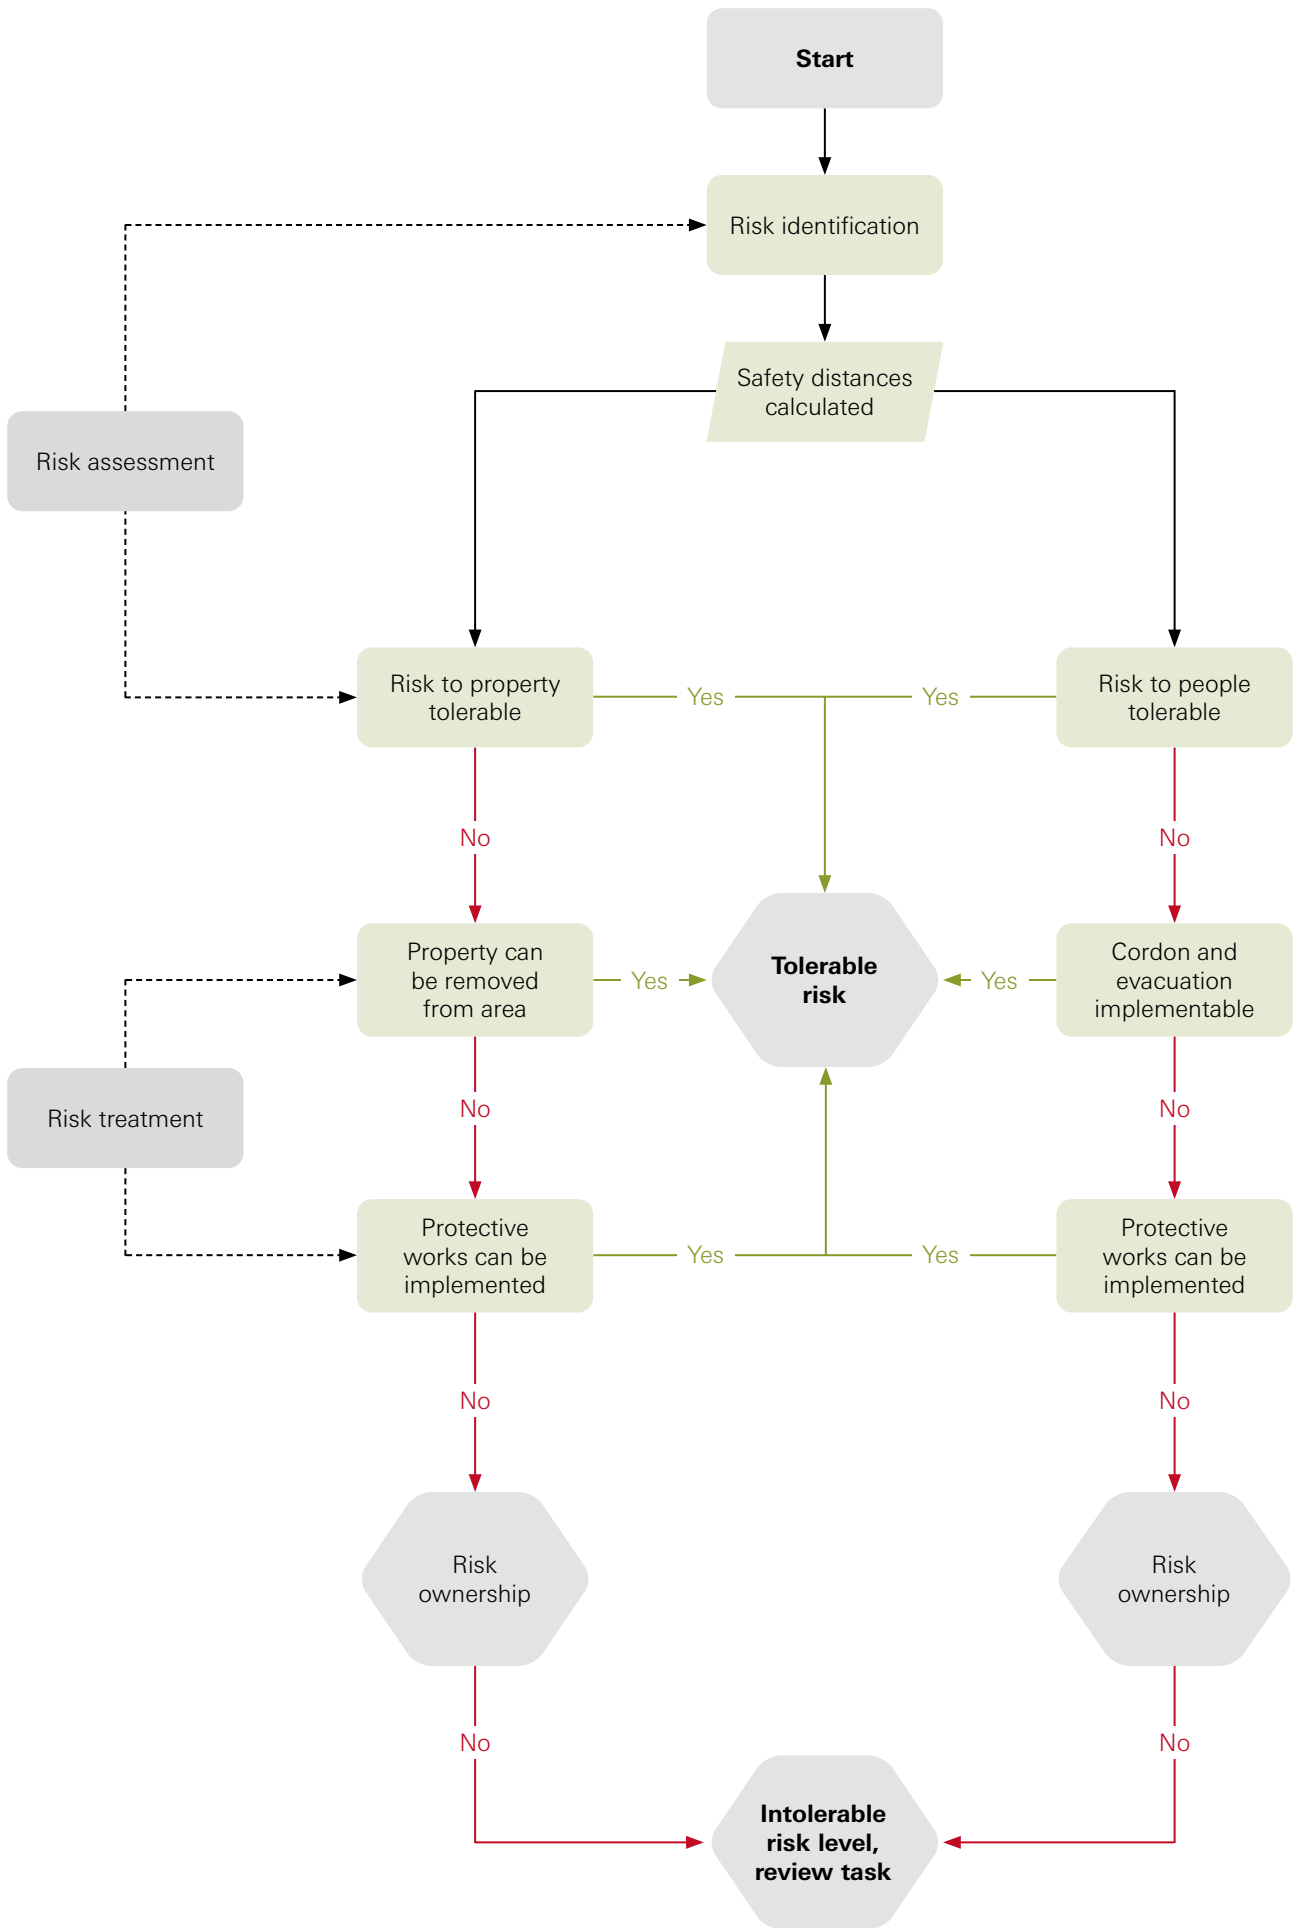 Start
Risk identification
Safety distances
calculated
Risk assessment
Risk to property
tolerable
Yes
Yes
Risk to people
tolerable
No
No
Property can
be removed
from area
Yes
Tolerable
risk
Yes
Cordon and
evacuation
implementable
Risk treatment
No
No
Protective
works can be
implemented
Yes
Yes
Protective
works can be
implemented
No
No
Risk
ownership
Risk
ownership
No
No
Intolerable
risk level,
review task